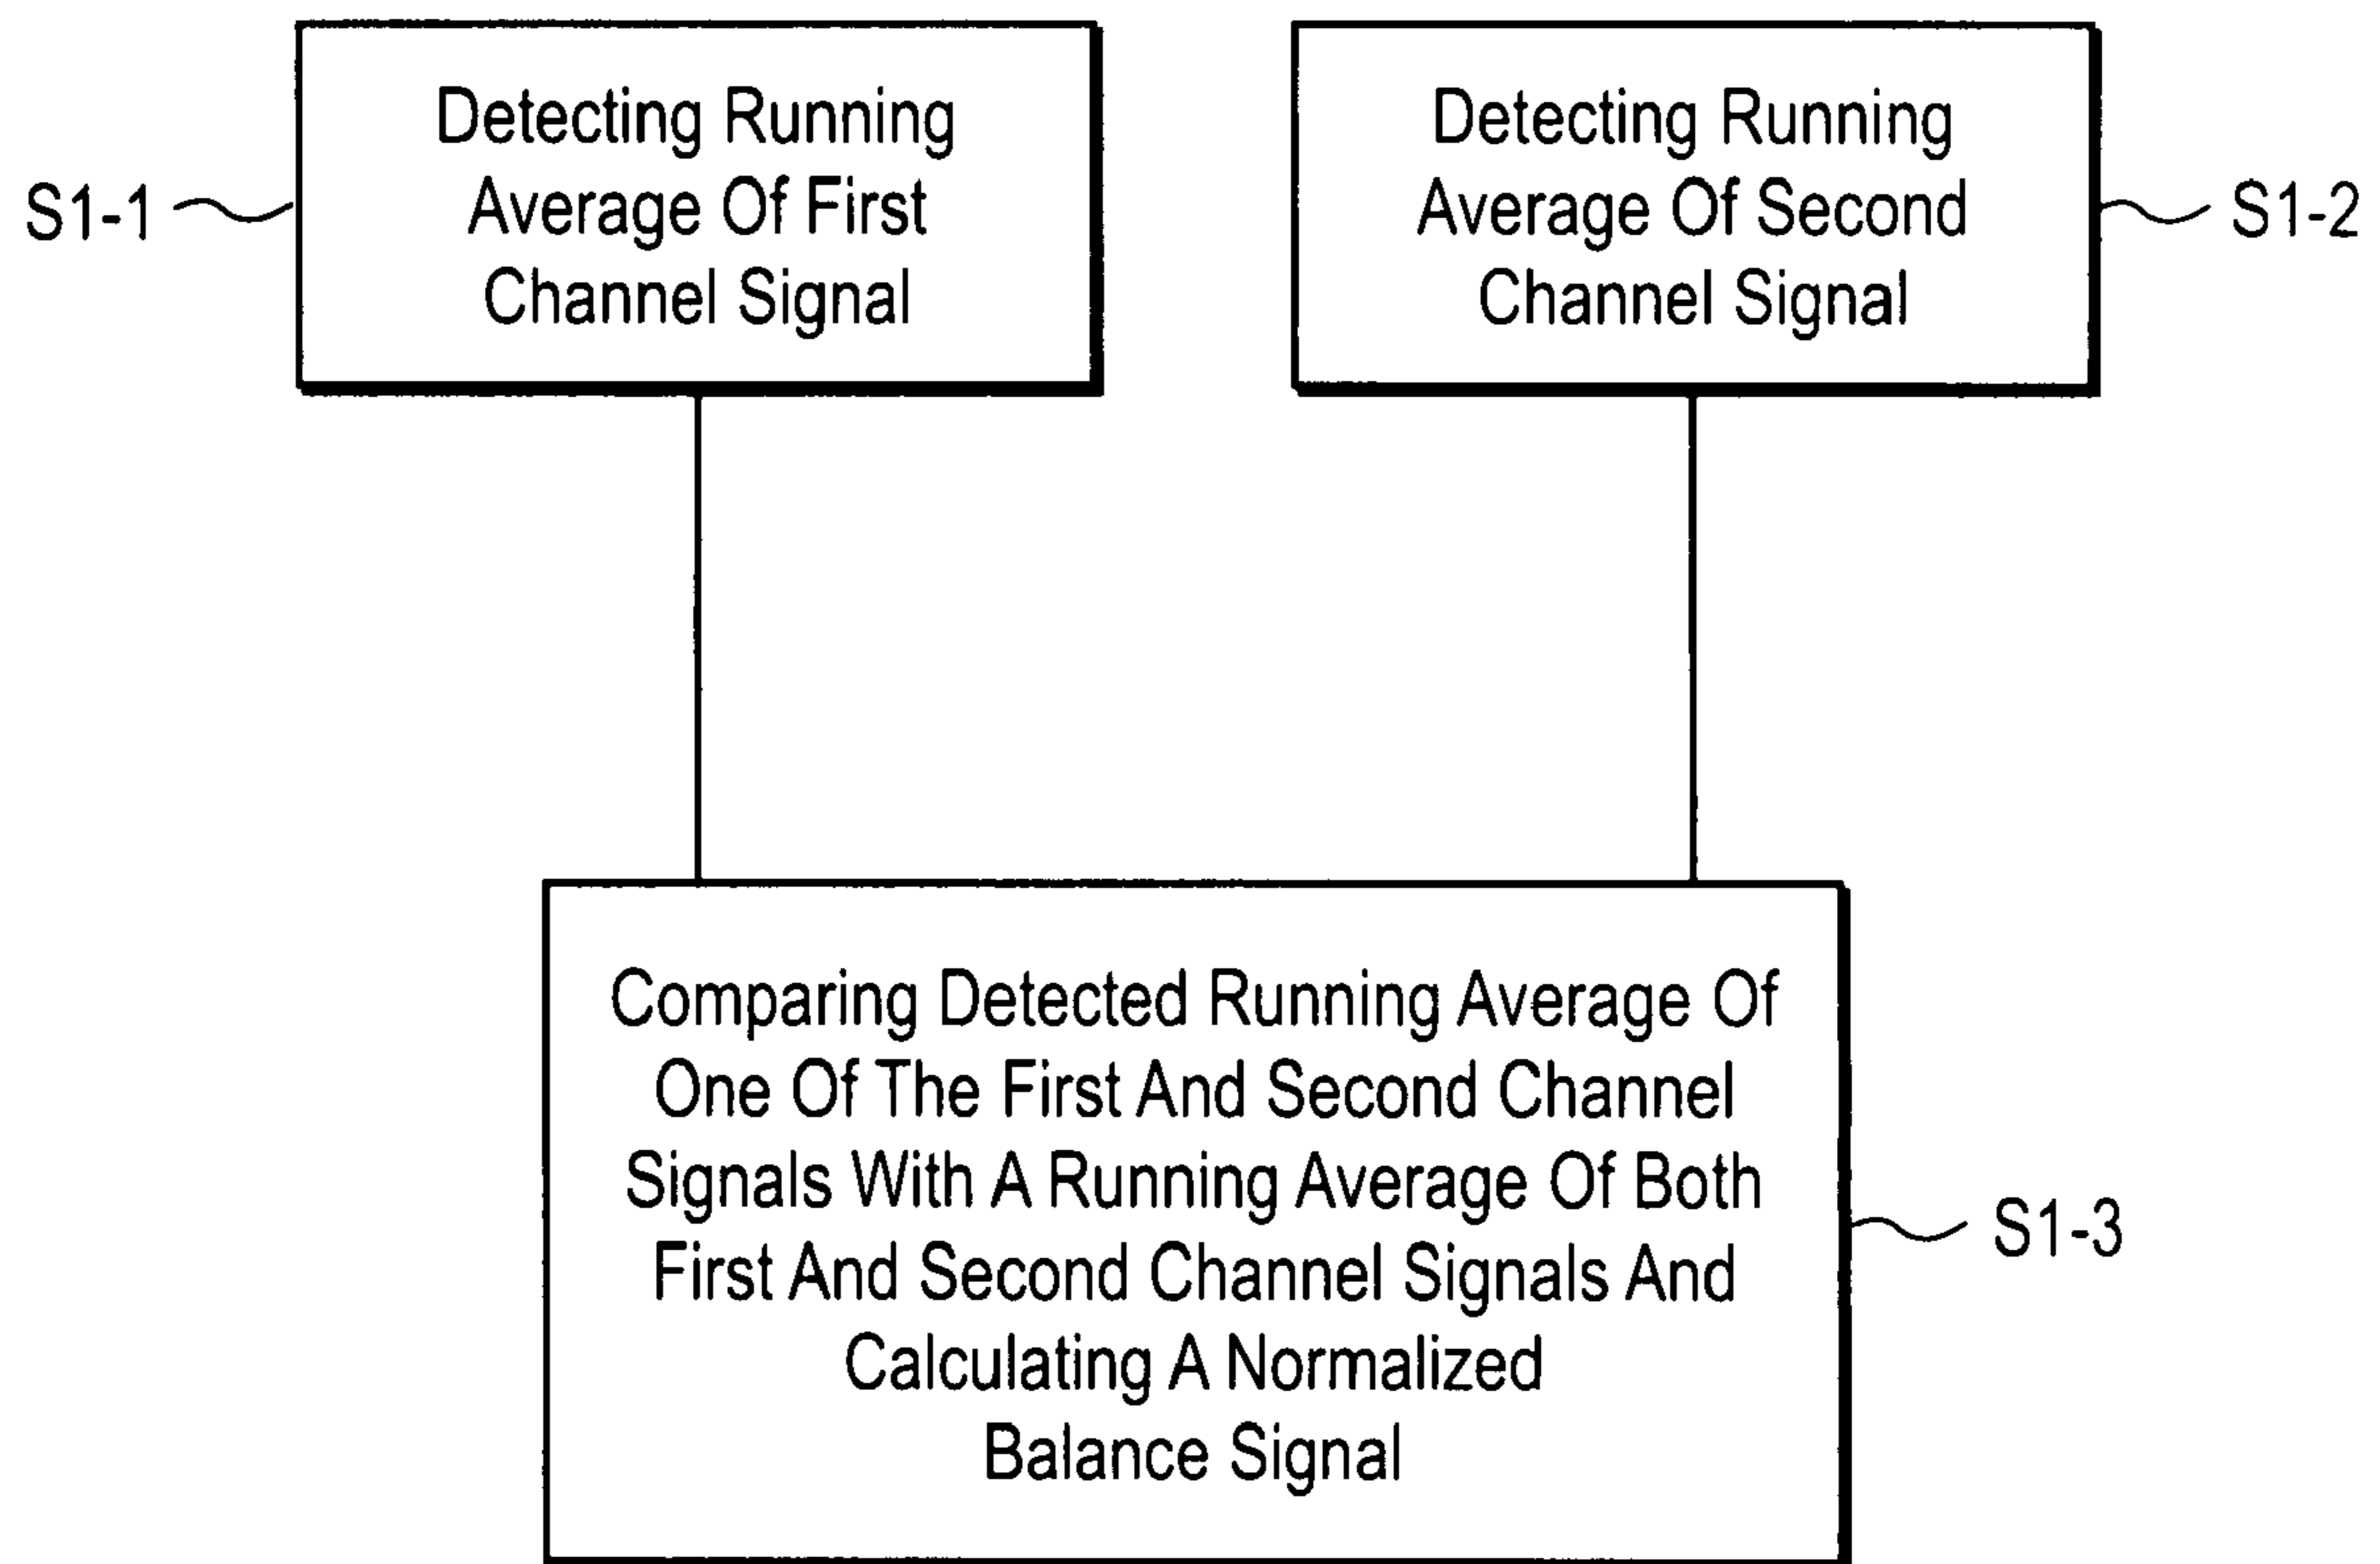 Detecting Running
Average Of First
Channel Signal
S1-1
Detecting Running
Average Of Second
Channel Signal
S1-2
Comparing Detected Running Average Of
One Of The First And Second Channel
Signals With A Running Average Of Both
First And Second Channel Signals And
Calculating A Normalized
Balance Signal
S1-3